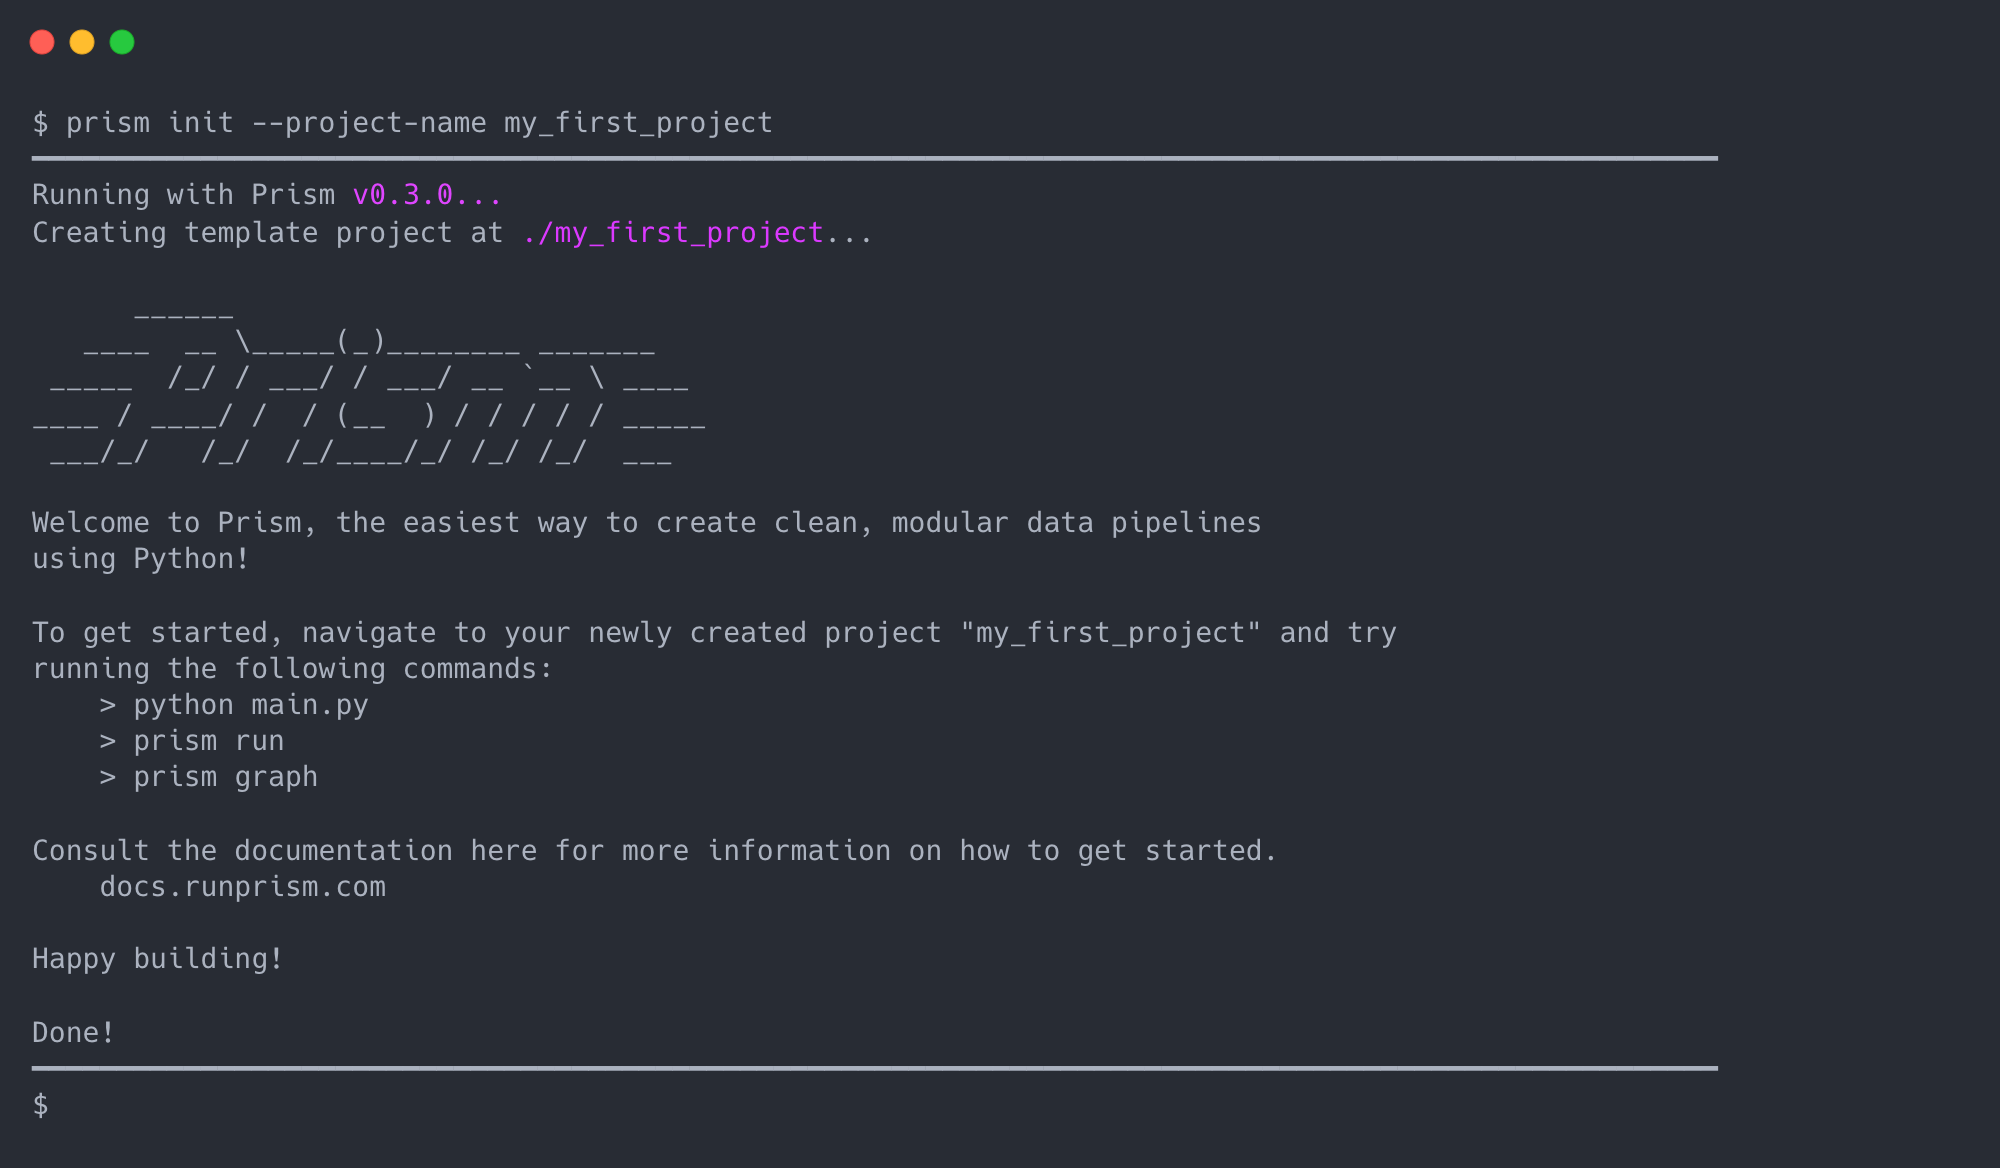 $ prism init --project-name my_first_project
Running with Prism v0.3.0...
Creating template project at ./my_first_project...
      ______
   ____  __ \_____(_)________ _______
 _____  /_/ / ___/ / ___/ __ `__ \ ____
____ / ____/ /  / (__  ) / / / / / _____
 ___/_/   /_/  /_/____/_/ /_/ /_/  ___
Welcome to Prism, the easiest way to create clean, modular data pipelines
using Python!
To get started, navigate to your newly created project "my_first_project" and try
running the following commands:
    > python main.py
    > prism run
    > prism graph
Consult the documentation here for more information on how to get started.
    docs.runprism.com
Happy building!
Done!
$